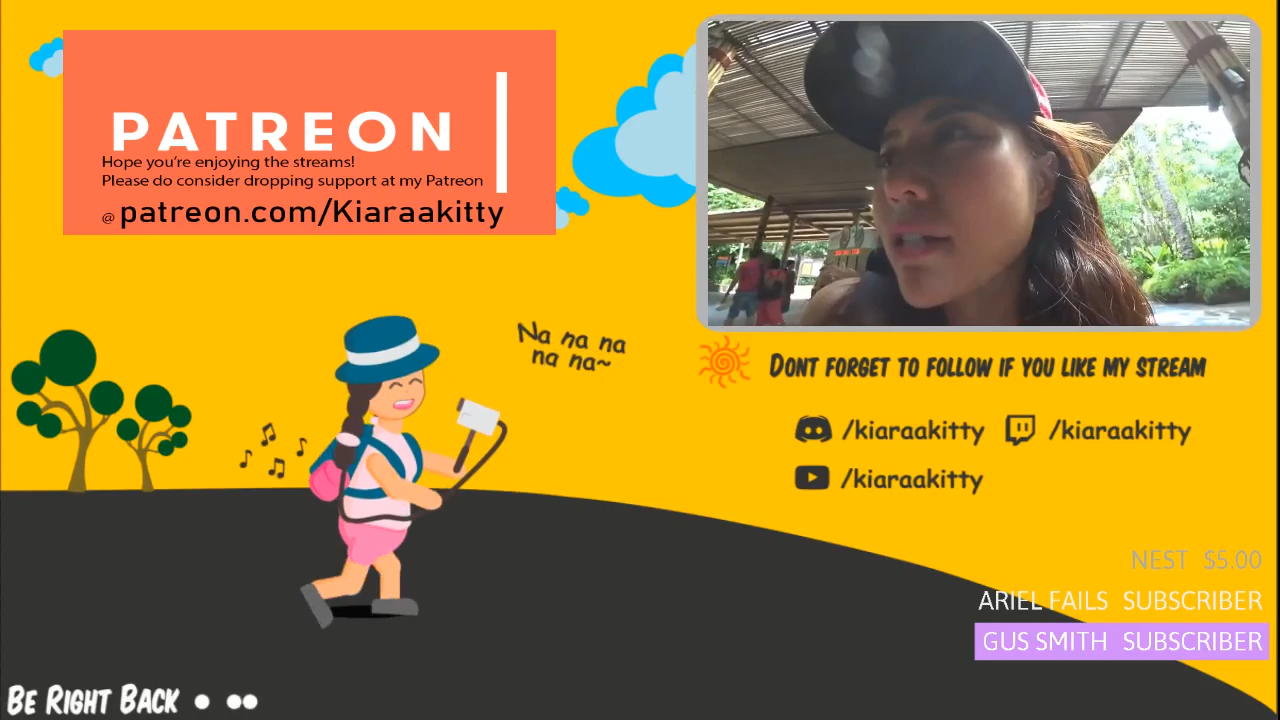 PATREON
Hope you're enjoying the streams!
Please do consider dropping support at my Patreon
@ patreon.com/Kiaraakitty
Na na na
na na~
DONT FORGET TO FOLLOW IF YOU LIKE MY STREAM
/kiaraakitty /kiaraakitty
/kiaraakitty
NEST $5.00
ARIEL FAILS SUBSCRIBER
GUS SMITH SUBSCRIBER
BE RIGHT BACK